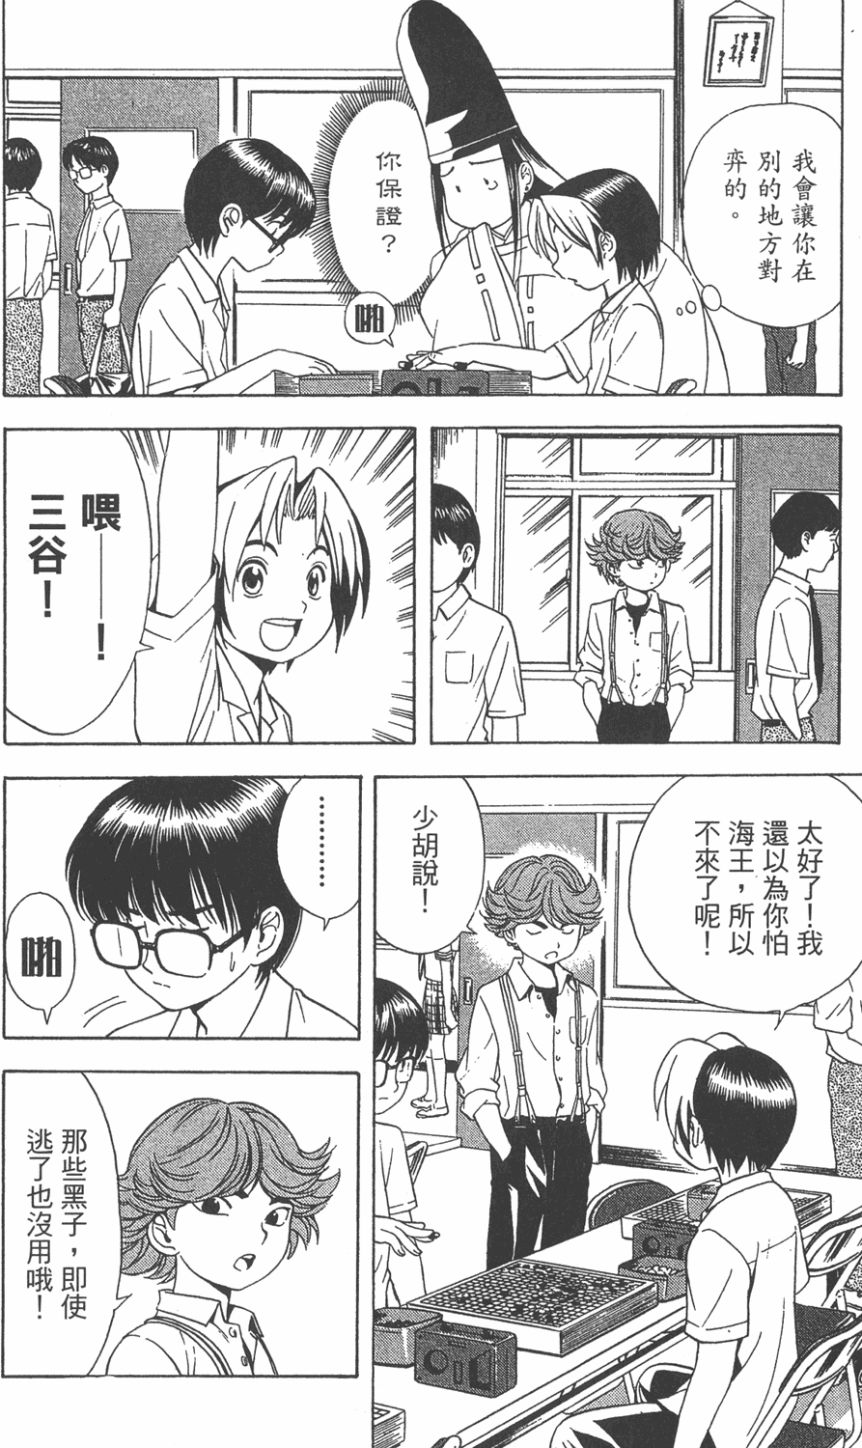 我會讓你在
別的地方對
弈的。
你保證？
啪
喂——！
三谷！
太好了！我
還以為你怕
海王，所以
不來了呢！
少胡說！
…………
啪
那些黑子，即使
逃了也沒用哦！